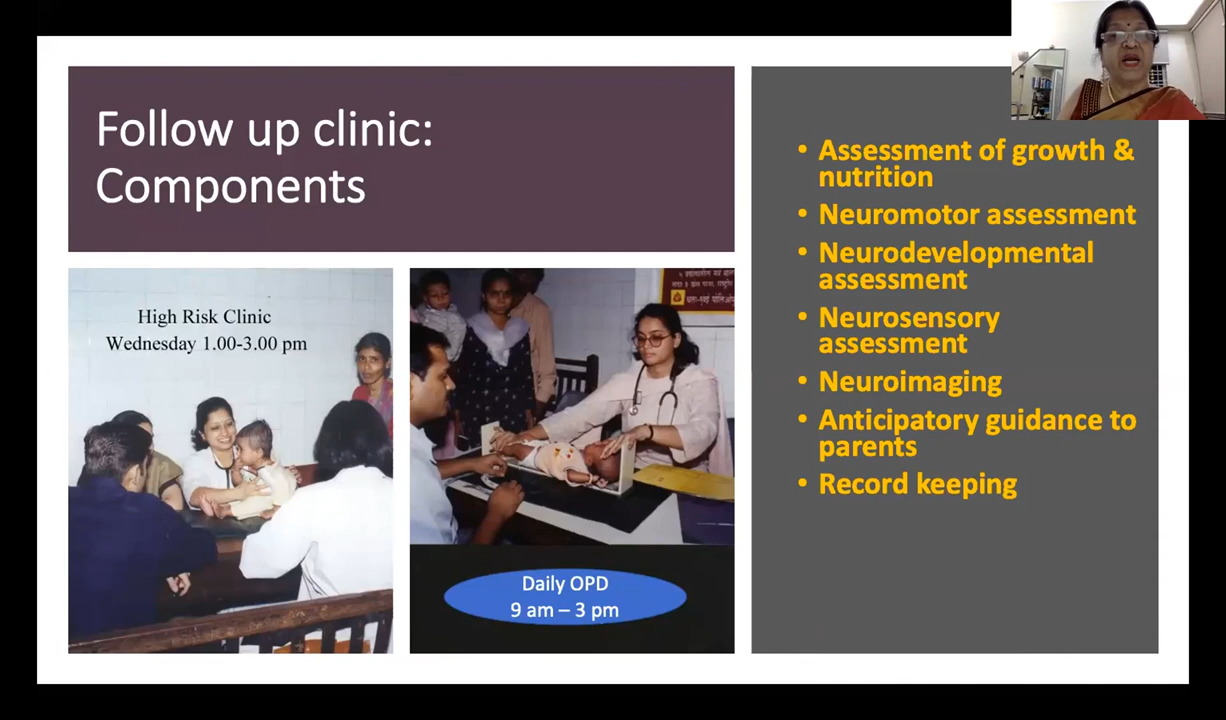 Follow up clinic:
Components
High Risk Clinic
Wednesday 1.00-3.00 pm
Daily OPD
9 am – 3 pm
• Assessment of growth &
nutrition
• Neuromotor assessment
• Neurodevelopmental
assessment
• Neurosensory
assessment
• Neuroimaging
• Anticipatory guidance to
parents
• Record keeping